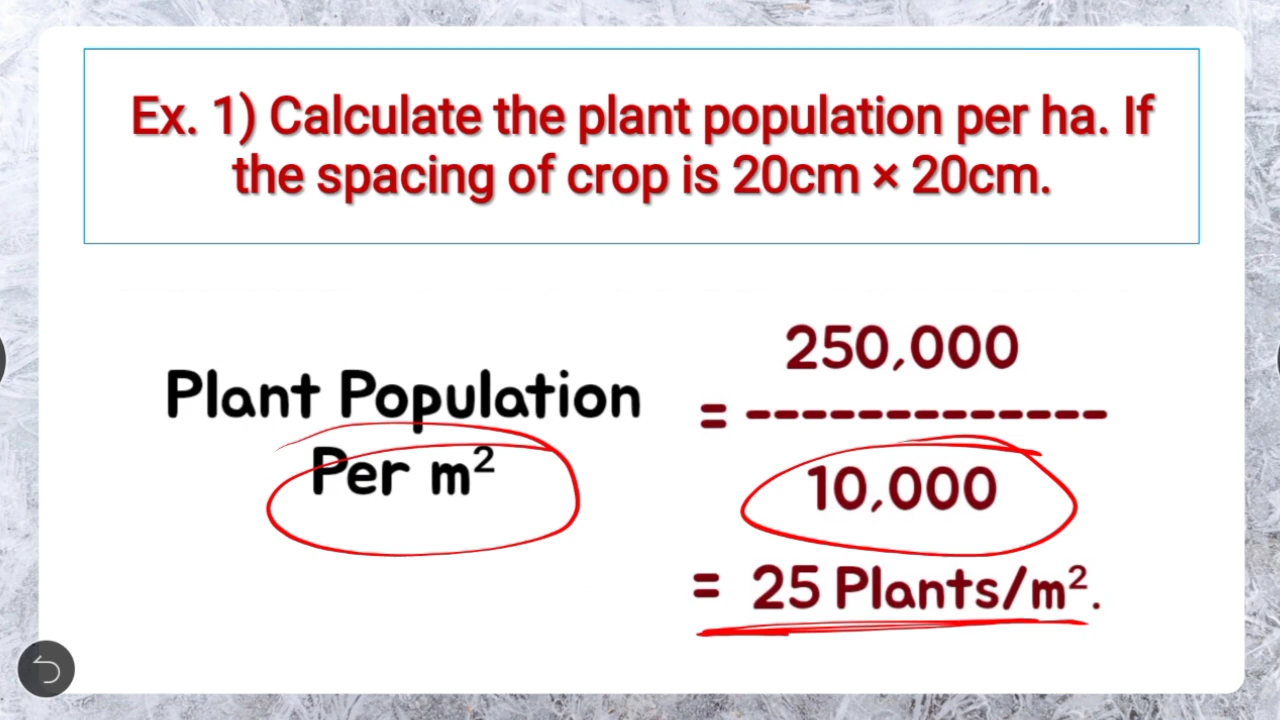 Ex. 1) Calculate the plant population per ha. If
the spacing of crop is 20cm × 20cm.
Plant Population
Per m²
250,000
= -------------
10,000
= 25 Plants/m².